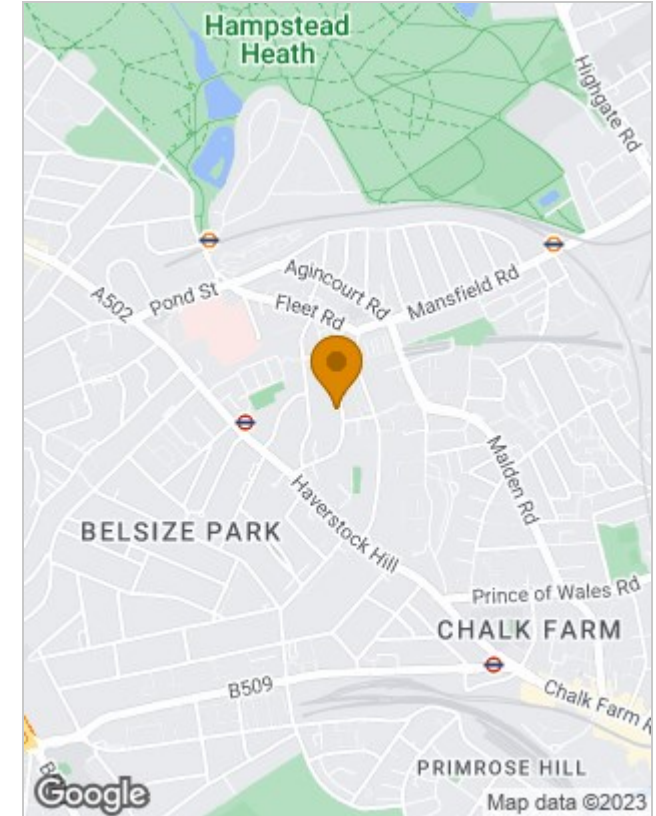 Hampstead
Heath
Highgate Rd
A502
Pond St
Agincourt Rd
Fleet Rd
Mansfield Rd
Malden Rd
Haverstock Hill
BELSIZE PARK
Prince of Wales Rd
CHALK FARM
B509
Chalk Farm R
PRIMROSE HILL
Google
Map data ©2023